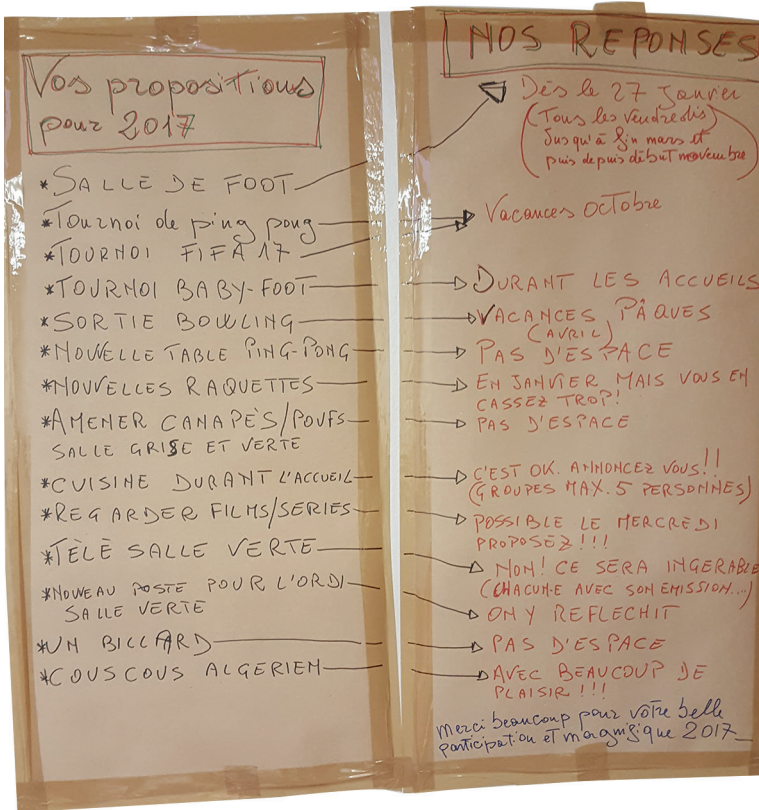 Vos propositions
pour 2017
*SALLE DE FOOT
*Tournoi de ping pong
*TOURNOI FIFA 17
*TOURNOI BABY-FOOT
*SORTIE BOWLING
*NOUVELLE TABLE PING-PONG
*NOUVELLES RAQUETTES
*AMENER CANAPÈS/POUFS
SALLE GRISE ET VERTE
*CUISINE DURANT L'ACCUEIL
*REGARDER FILMS/SERIES
*TÈLÈ SALLE VERTE
*NOUVEAU POSTE POUR L'ORDI
SALLE VERTE
*UN BILLARD
*COUSCOUS ALGERIEN
NOS REPONSES
Dès le 27 Janvier
(Tous les vendredis)
Jusqu'à fin mars et
puis depuis début novembre)
Vacances OCTOBRE
DURANT LES ACCUEILS
VACANCES PÂQUES
(AVRIL)
PAS D'ESPACE
EN JANVIER MAIS VOUS EN
CASSEZ TROP!
PAS D'ESPACE
C'EST OK. ANNONCEZ VOUS!!
(GROUPES MAX. 5 PERSONNES)
POSSIBLE LE MERCREDI
PROPOSEZ!!!
NON! CE SERA INGERABLE
(CHACUN·E AVEC SON EMISSION...)
ON Y REFLECHIT
PAS D'ESPACE
AVEC BEAUCOUP DE
PLAISIR!!!
Merci beaucoup pour vôtre belle
participation et magnifique 2017